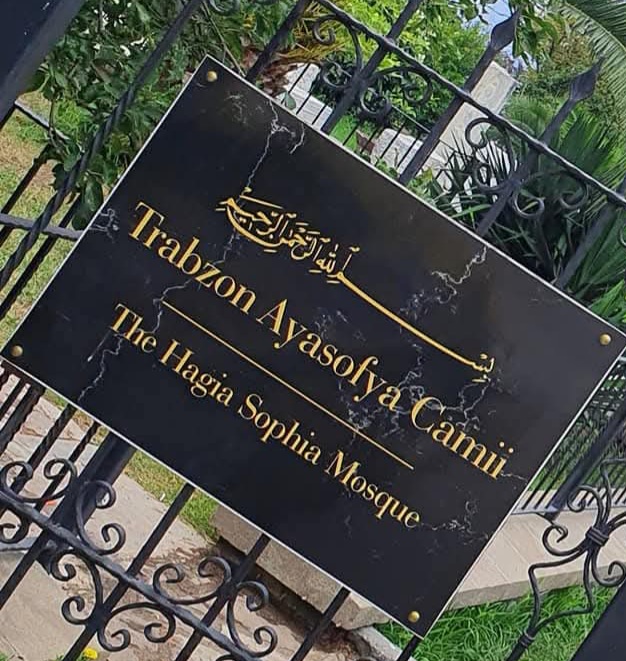 بسم الله الرحمن الرحيم
Trabzon Ayasofya Camii
The Hagia Sophia Mosque